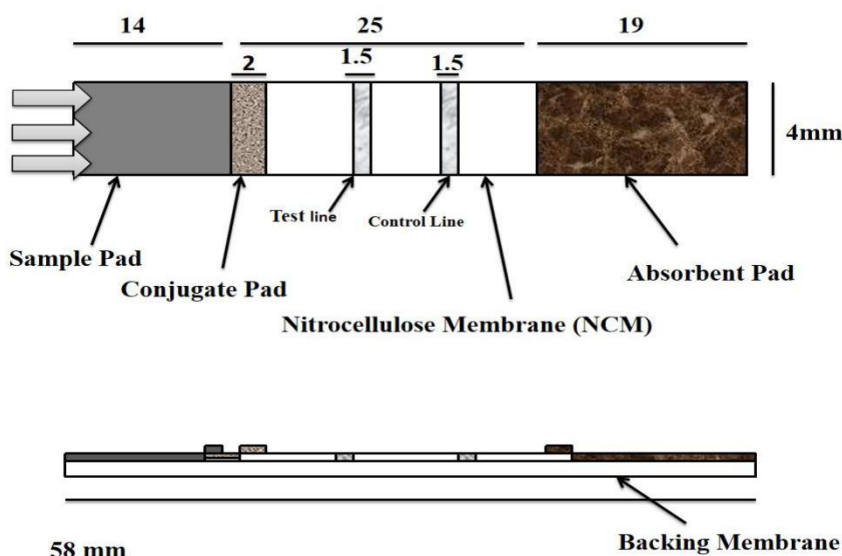 14 25 19
2 1.5 1.5
4mm
Test line Control Line
Sample Pad Absorbent Pad
Conjugate Pad
Nitrocellulose Membrane (NCM)
58 mm Backing Membrane